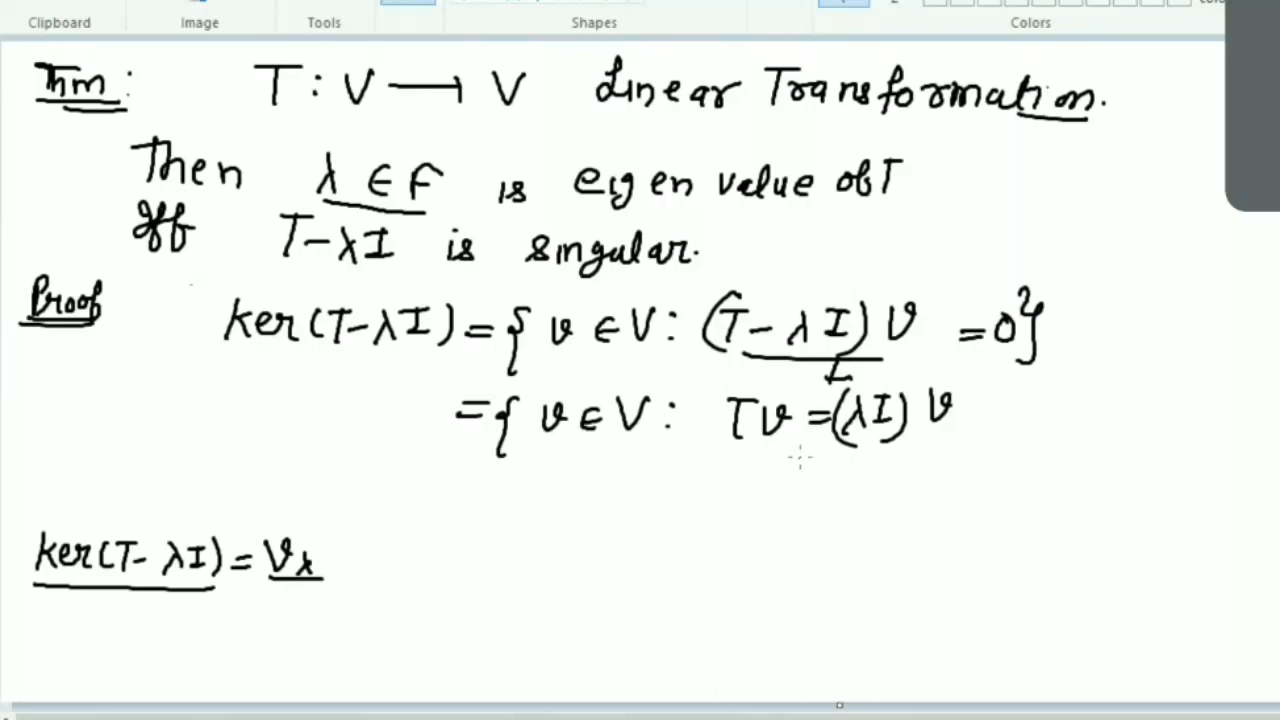 Clipboard Image Tools Shapes Colors
Thm: T : V → V Linear Transformation.
Then λ ∈ F is eigen value of T
iff T-λI is singular.
Proof ker(T-λI) = { v ∈ V : (T-λI) v = 0}
= { v ∈ V : Tv = (λI) v
ker(T-λI) = Vλ